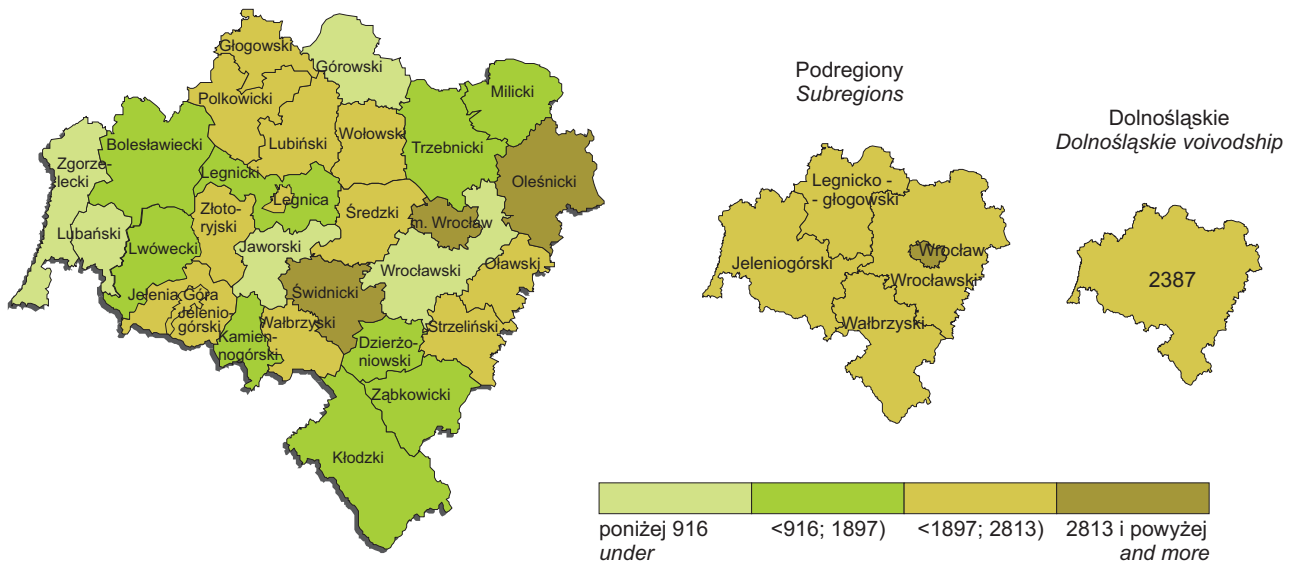 Głogowski
Górowski
Milicki
Polkowicki
Lubiński
Wołowski
Trzebnicki
Bolesławiecki
Zgorze-
lecki
Legnicki
Legnica
Oleśnicki
Złoto-
ryjski
Średzki
m. Wrocław
Lubański
Lwówecki
Jaworski
Wrocławski
Oławski
Jelenia Góra
Jelenio-
górski
Świdnicki
Wałbrzyski
Strzeliński
Kamien-
nogórski
Dzierżo-
niowski
Ząbkowicki
Kłodzki
Podregiony
Subregions
Legnicko -
- głogowski
Jeleniogórski
Wrocław
Wrocławski
Wałbrzyski
Dolnośląskie
Dolnośląskie voivodship
2387
poniżej 916
under
<916; 1897)
<1897; 2813)
2813 i powyżej
and more